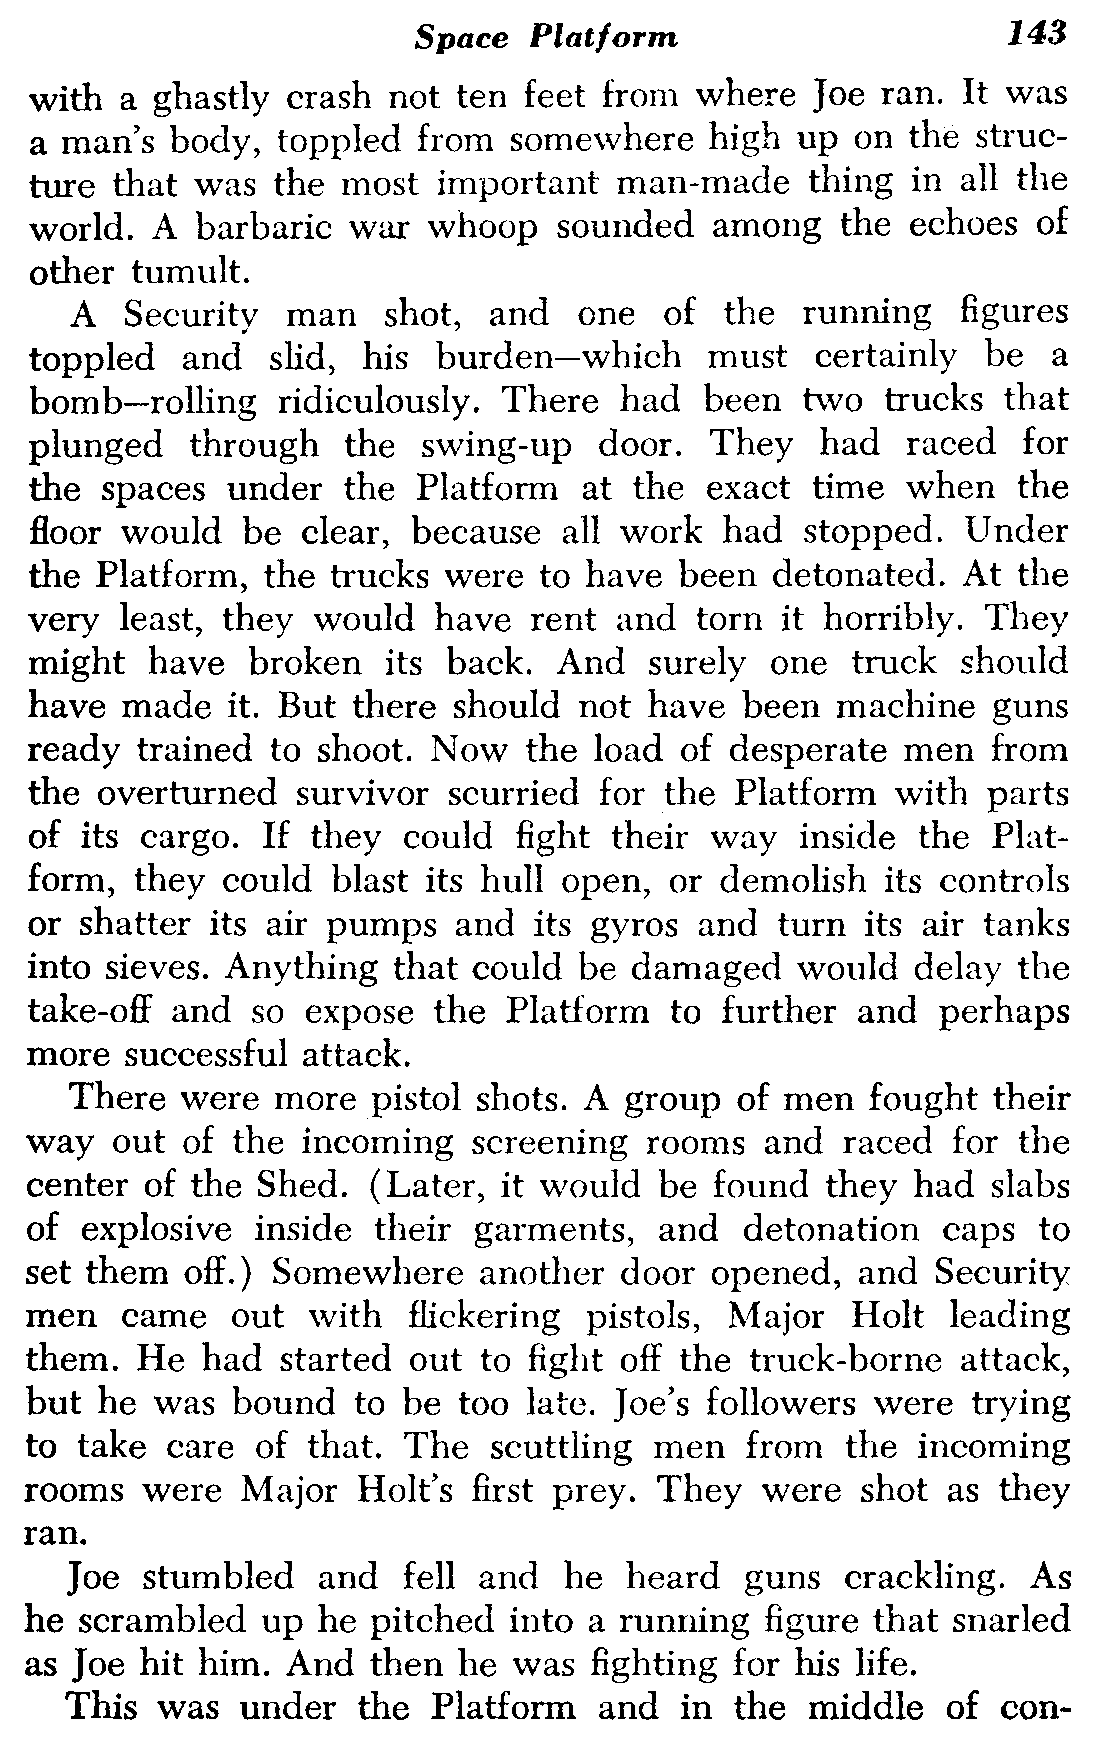 Space Platform 143
with a ghastly crash not ten feet from where Joe ran. It was
a man's body, toppled from somewhere high up on the struc-
ture that was the most important man-made thing in all the
world. A barbaric war whoop sounded among the echoes of
other tumult.
A Security man shot, and one of the running figures
toppled and slid, his burden—which must certainly be a
bomb—rolling ridiculously. There had been two trucks that
plunged through the swing-up door. They had raced for
the spaces under the Platform at the exact time when the
floor would be clear, because all work had stopped. Under
the Platform, the trucks were to have been detonated. At the
very least, they would have rent and torn it horribly. They
might have broken its back. And surely one truck should
have made it. But there should not have been machine guns
ready trained to shoot. Now the load of desperate men from
the overturned survivor scurried for the Platform with parts
of its cargo. If they could fight their way inside the Plat-
form, they could blast its hull open, or demolish its controls
or shatter its air pumps and its gyros and turn its air tanks
into sieves. Anything that could be damaged would delay the
take-off and so expose the Platform to further and perhaps
more successful attack.
There were more pistol shots. A group of men fought their
way out of the incoming screening rooms and raced for the
center of the Shed. (Later, it would be found they had slabs
of explosive inside their garments, and detonation caps to
set them off.) Somewhere another door opened, and Security
men came out with flickering pistols, Major Holt leading
them. He had started out to fight off the truck-borne attack,
but he was bound to be too late. Joe's followers were trying
to take care of that. The scuttling men from the incoming
rooms were Major Holt's first prey. They were shot as they
ran.
Joe stumbled and fell and he heard guns crackling. As
he scrambled up he pitched into a running figure that snarled
as Joe hit him. And then he was fighting for his life.
This was under the Platform and in the middle of con-